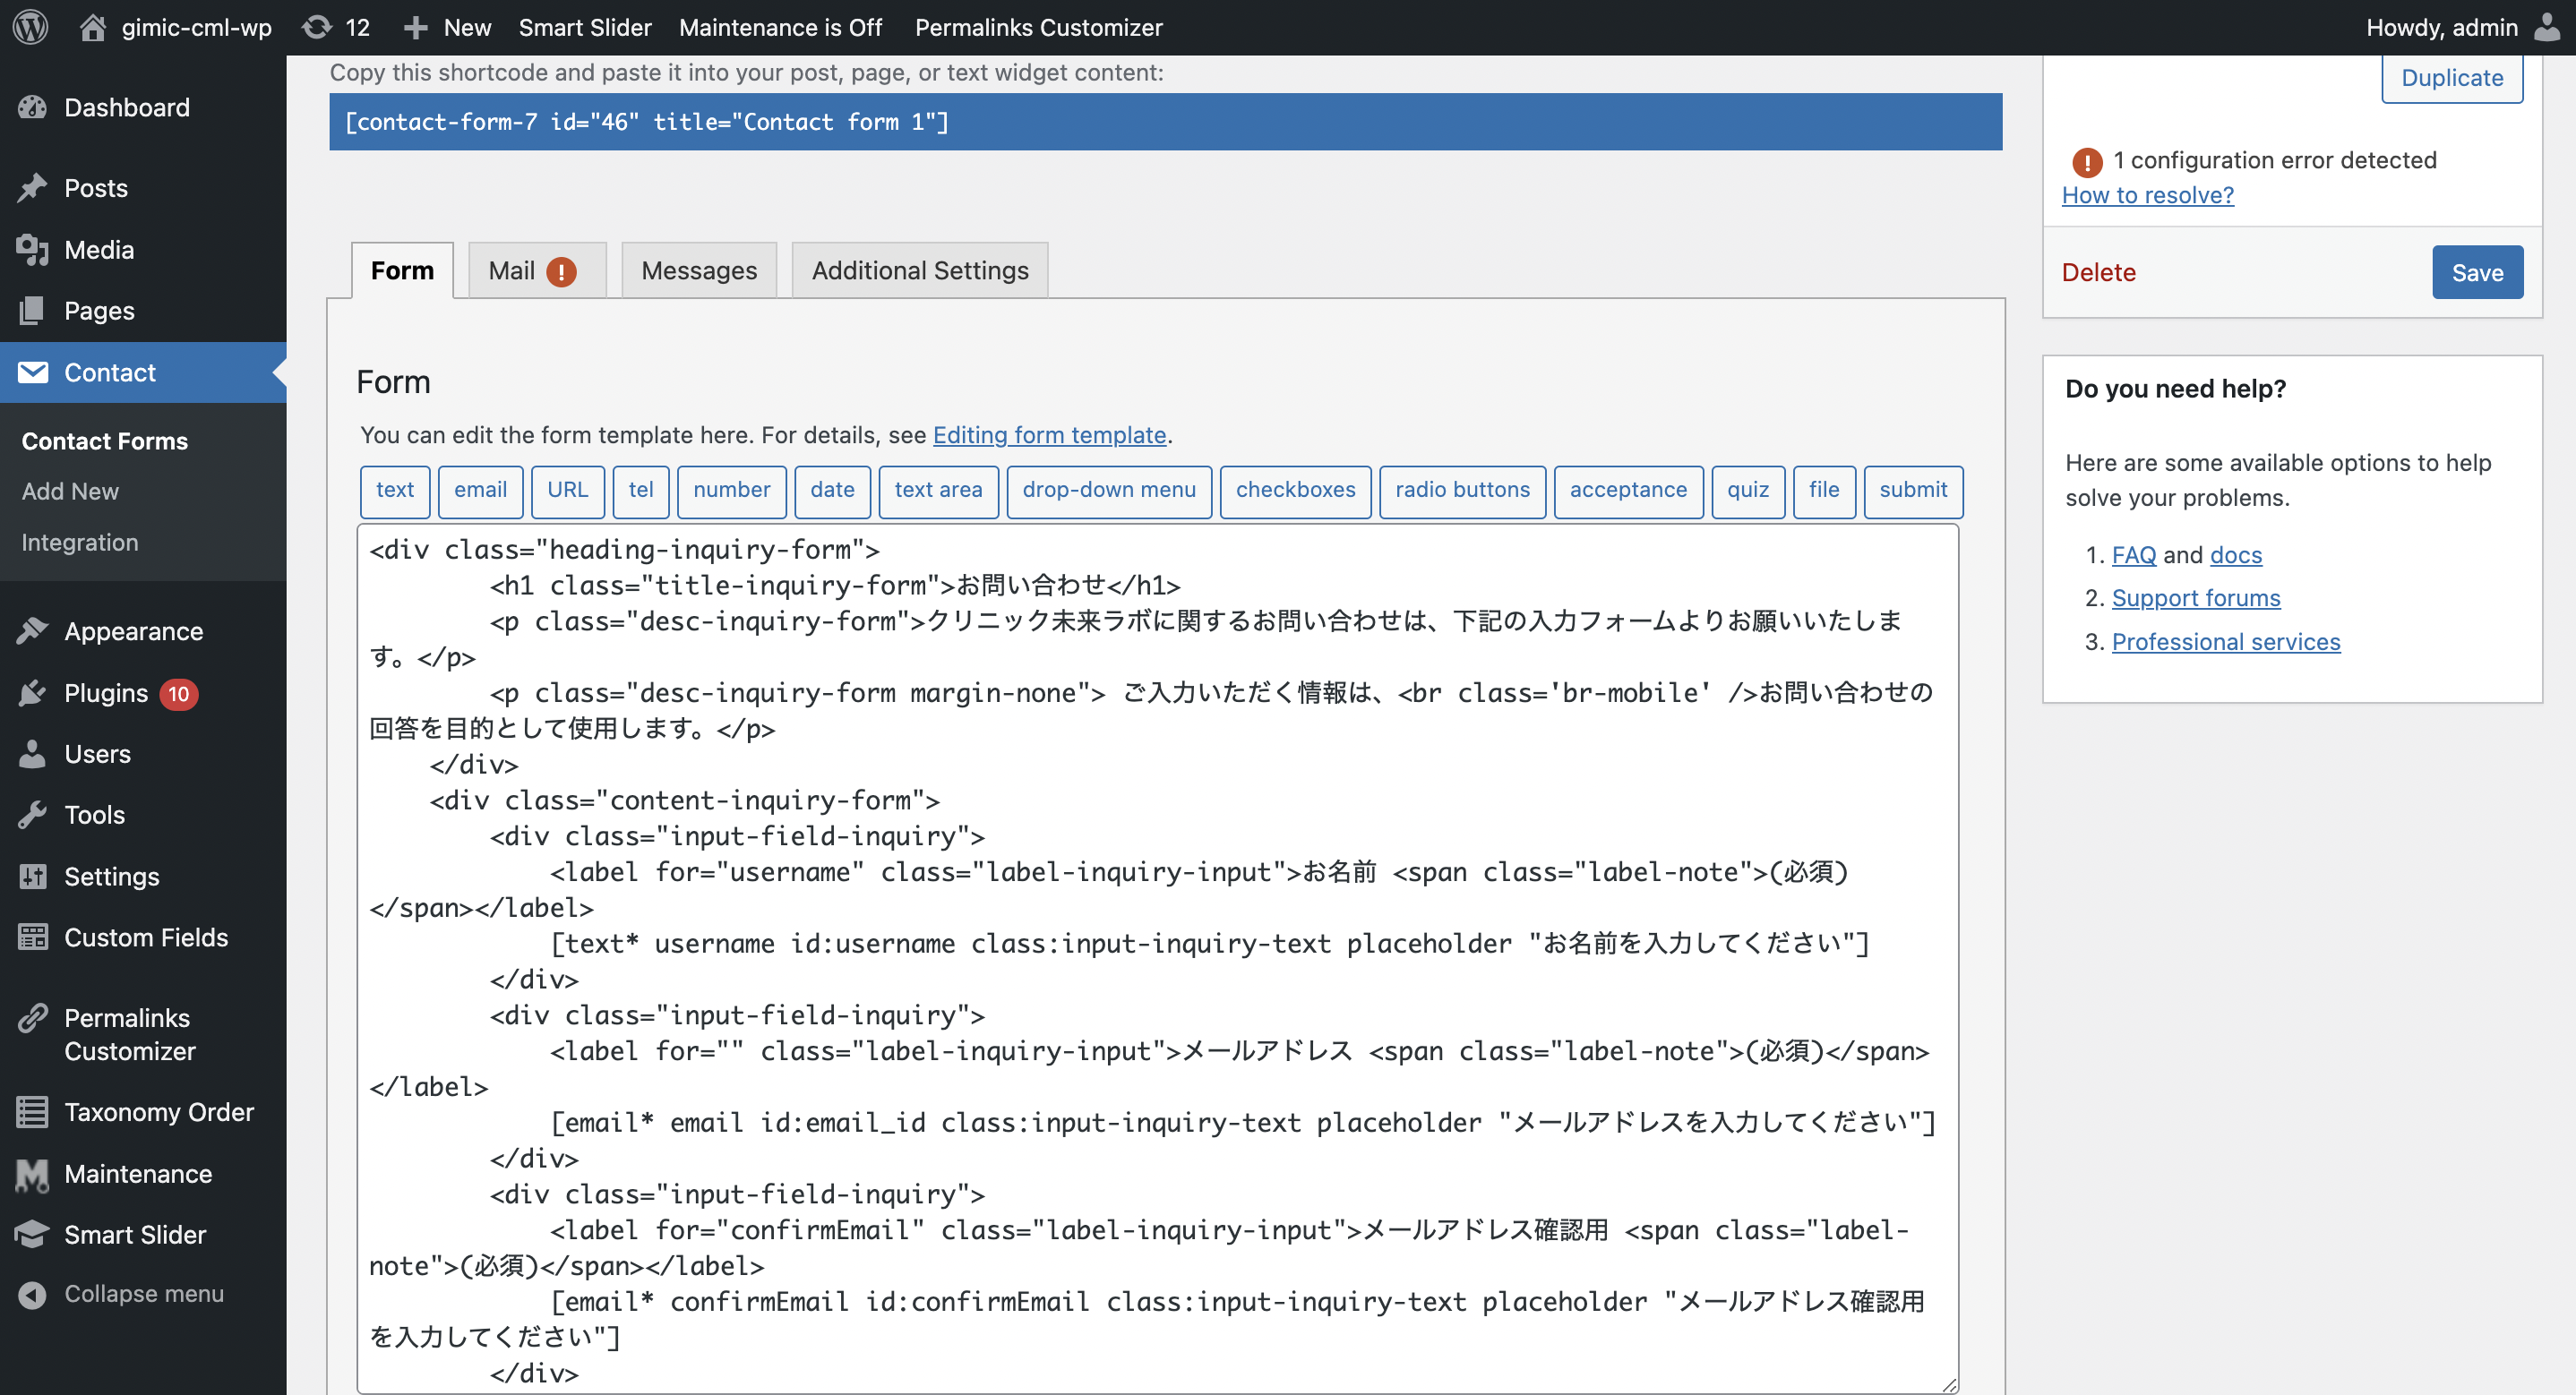 gimic-cml-wp 12 New Smart Slider Maintenance is Off Permalinks Customizer Howdy, admin
Dashboard
Posts
Media
Pages
Contact
Contact Forms
Add New
Integration
Appearance
Plugins 10
Users
Tools
Settings
Custom Fields
Permalinks
Customizer
Taxonomy Order
Maintenance
Smart Slider
Collapse menu
Copy this shortcode and paste it into your post, page, or text widget content:
[contact-form-7 id="46" title="Contact form 1"]
Form Mail ! Messages Additional Settings
Form
You can edit the form template here. For details, see Editing form template.
text email URL tel number date text area drop-down menu checkboxes radio buttons acceptance quiz file submit
<div class="heading-inquiry-form">
<h1 class="title-inquiry-form">お問い合わせ</h1>
<p class="desc-inquiry-form">クリニック未来ラボに関するお問い合わせは、下記の入力フォームよりお願いいたしま
す。</p>
<p class="desc-inquiry-form margin-none"> ご入力いただく情報は、<br class='br-mobile' />お問い合わせの
回答を目的として使用します。</p>
</div>
<div class="content-inquiry-form">
<div class="input-field-inquiry">
<label for="username" class="label-inquiry-input">お名前 <span class="label-note">(必須)
</span></label>
[text* username id:username class:input-inquiry-text placeholder "お名前を入力してください"]
</div>
<div class="input-field-inquiry">
<label for="" class="label-inquiry-input">メールアドレス <span class="label-note">(必須)</span>
</label>
[email* email id:email_id class:input-inquiry-text placeholder "メールアドレスを入力してください"]
</div>
<div class="input-field-inquiry">
<label for="confirmEmail" class="label-inquiry-input">メールアドレス確認用 <span class="label-
note">(必須)</span></label>
[email* confirmEmail id:confirmEmail class:input-inquiry-text placeholder "メールアドレス確認用
を入力してください"]
</div>
Duplicate
! 1 configuration error detected
How to resolve?
Delete Save
Do you need help?
Here are some available options to help
solve your problems.
1. FAQ and docs
2. Support forums
3. Professional services